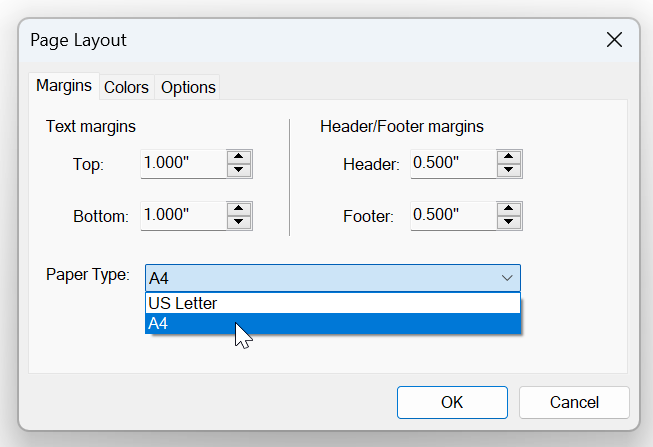 Page Layout
Margins Colors Options
Text margins Header/Footer margins
Top: 1.000" Header: 0.500"
Bottom: 1.000" Footer: 0.500"
Paper Type: A4
US Letter
A4
OK Cancel